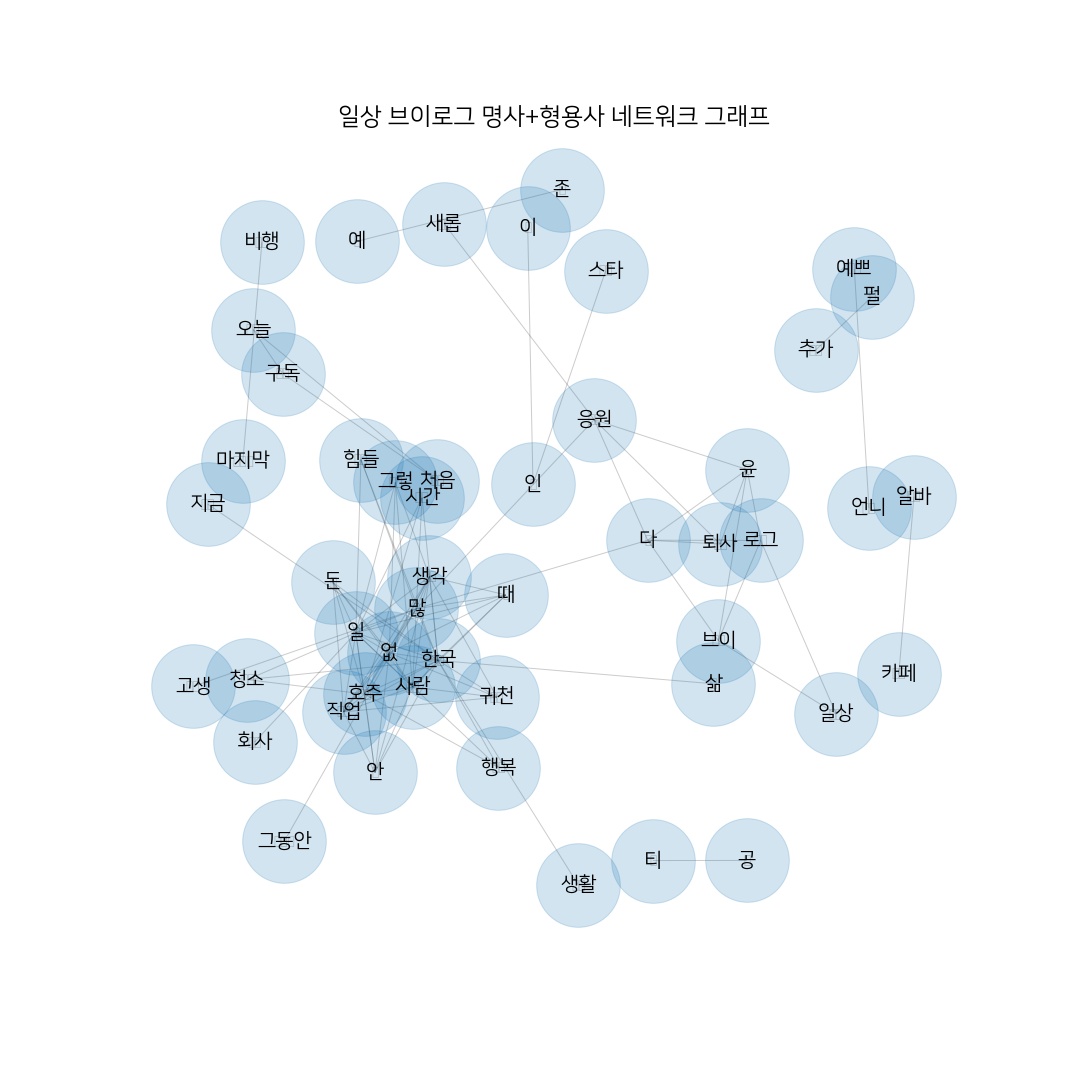 일상 브이로그 명사+형용사 네트워크 그래프
존
새롭
이
비행
예
스타
예쁘
펄
오늘
추가
구독
응원
마지막
힘들
윤
그렇
처음
인
시간
알바
지금
언니
다
퇴사
로그
돈
생각
때
많
일
브이
없
한국
카페
고생
청소
사람
삶
호주
귀천
직업
일상
회사
안
행복
그동안
티
공
생활